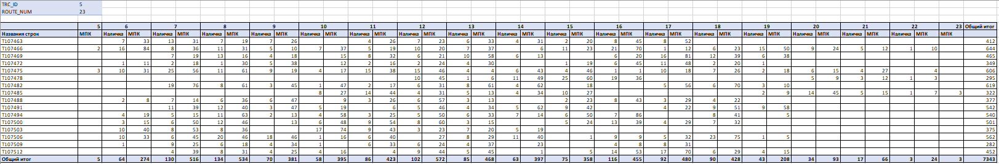 TRC_ID 5
ROUTE_NUM 23
5 6 7 8 9 10 11 12 13 14 15 16 17 18 19 20 21 22 23 Общий итог
Названия строк МПК Наличка МПК Наличка МПК Наличка МПК Наличка МПК Наличка МПК Наличка МПК Наличка МПК Наличка МПК Наличка МПК Наличка МПК Наличка МПК Наличка МПК Наличка МПК Наличка МПК Наличка МПК Наличка МПК Наличка МПК МПК
T107463 7 33 13 31 7 19 7 26 4 26 7 23 6 33 4 31 2 20 8 45 8 52 412
T107466 2 16 84 8 36 11 31 5 10 7 37 5 19 10 20 7 37 6 11 23 21 70 1 12 6 23 15 50 9 24 5 12 1 10 644
T107469 7 19 13 16 4 18 15 8 32 6 21 10 58 6 13 6 20 16 81 12 39 6 38 465
T107472 1 11 2 18 1 30 5 38 12 2 16 2 24 4 30 1 19 6 45 11 48 2 20 1 349
T107475 3 10 31 25 56 11 61 9 19 4 17 15 38 15 46 4 4 6 43 4 46 1 1 10 18 7 26 2 18 6 15 4 27 4 606
T107478 10 45 1 6 11 49 25 60 19 36 5 9 3 12 1 3 295
T107482 19 76 8 61 3 45 1 47 2 17 6 31 8 61 4 62 18 5 56 6 70 3 10 619
T107485 8 27 14 44 4 31 5 13 4 34 10 27 2 9 14 45 5 15 1 7 3 322
T107488 2 8 7 14 6 36 6 47 9 3 26 6 57 3 13 2 23 8 43 3 29 4 22 377
T107491 11 39 12 40 3 47 5 19 6 5 46 4 34 5 62 9 42 4 22 9 51 9 58 542
T107494 4 19 5 15 11 63 2 13 4 58 3 25 5 50 6 33 7 14 6 50 7 86 8 41 5 540
T107500 3 15 6 50 12 46 13 6 48 9 54 8 60 3 15 5 24 13 39 4 29 7 32 501
T107503 10 40 8 53 8 36 17 74 9 43 3 23 7 20 5 19 375
T107506 10 33 6 45 20 46 18 46 1 16 6 40 27 8 29 11 40 1 9 9 5 32 23 75 1 5 562
T107509 1 9 25 6 18 4 34 1 6 33 6 24 4 37 23 4 8 8 31 282
T107512 4 39 8 31 4 25 4 16 4 9 44 5 45 1 5 14 53 17 70 6 29 4 15 452
Общий итог 5 64 274 130 516 134 534 70 381 58 395 86 423 102 572 85 468 63 397 75 358 116 455 92 480 90 428 43 208 34 93 17 66 3 24 3 7343